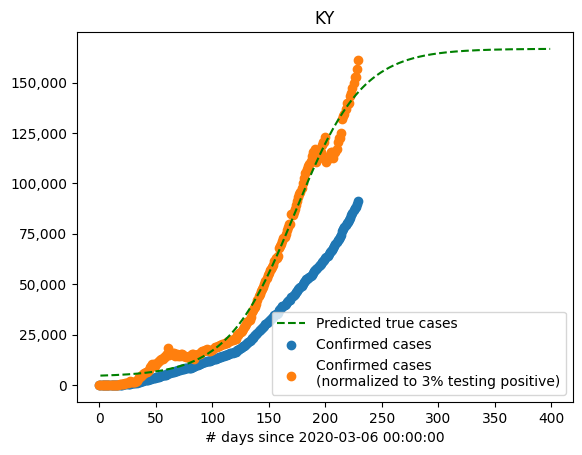 KY
150,000
125,000
100,000
75,000
50,000
25,000
0
Predicted true cases
Confirmed cases
Confirmed cases
(normalized to 3% testing positive)
0 50 100 150 200 250 300 350 400
# days since 2020-03-06 00:00:00